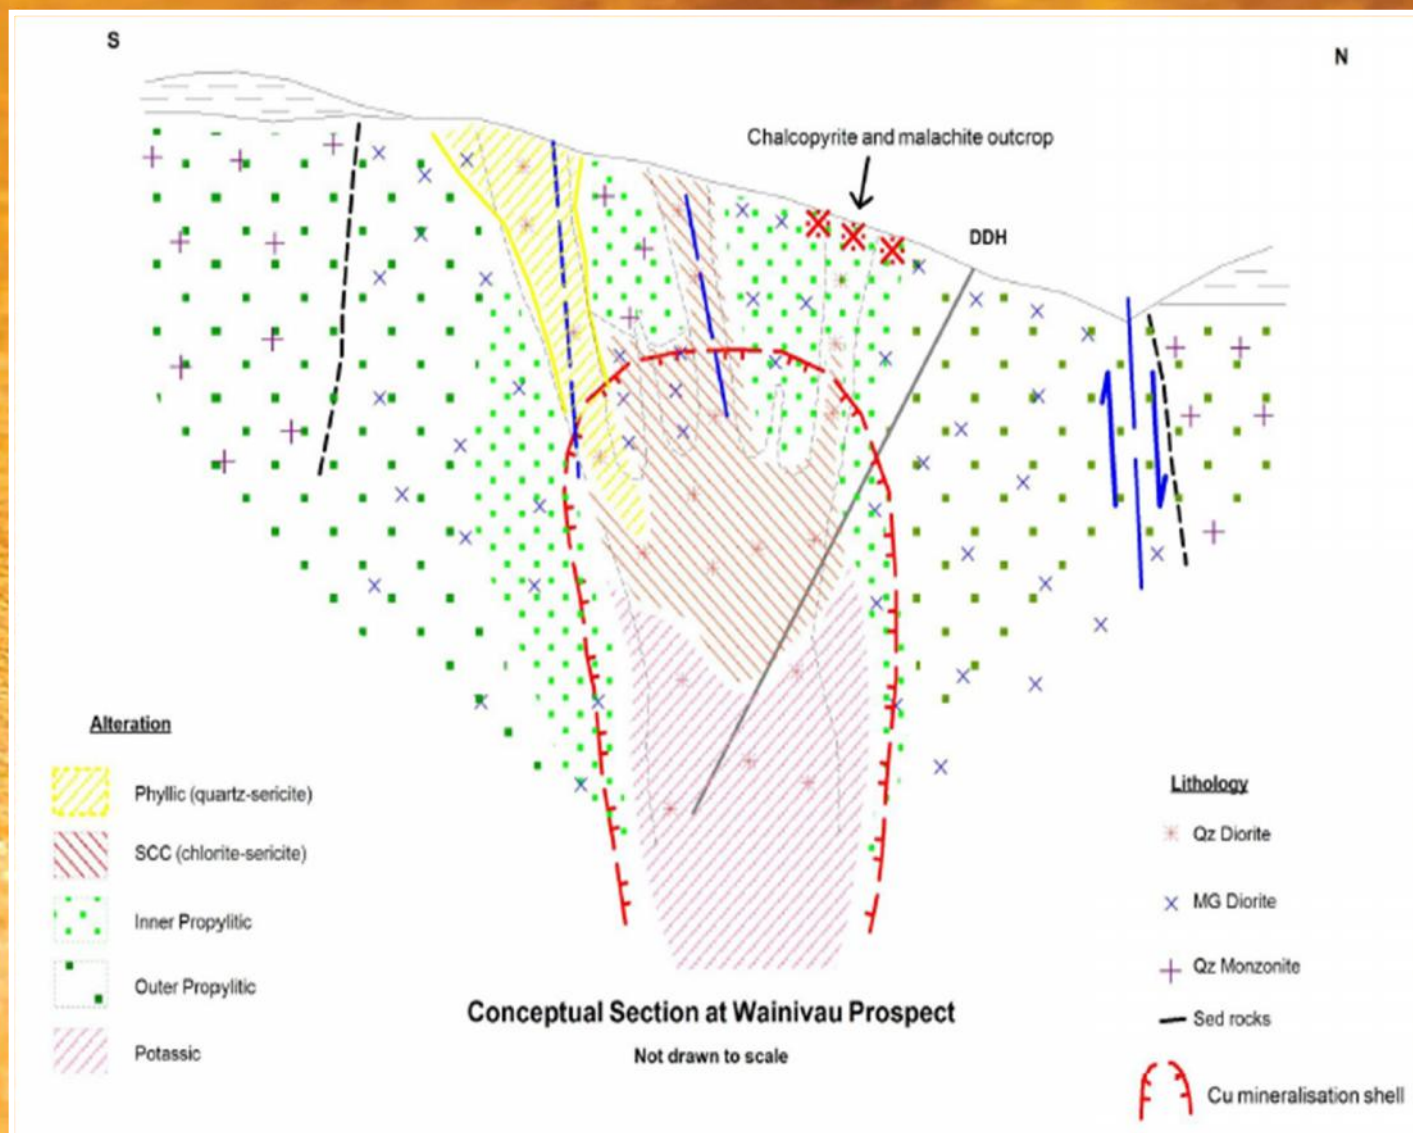 S
N
Chalcopyrite and malachite outcrop
DDH
Alteration
Phyllic (quartz-sericite)
SCC (chlorite-sericite)
Inner Propylitic
Outer Propylitic
Potassic
Lithology
Qz Diorite
MG Diorite
Qz Monzonite
Sed rocks
Cu mineralisation shell
Conceptual Section at Wainivau Prospect
Not drawn to scale